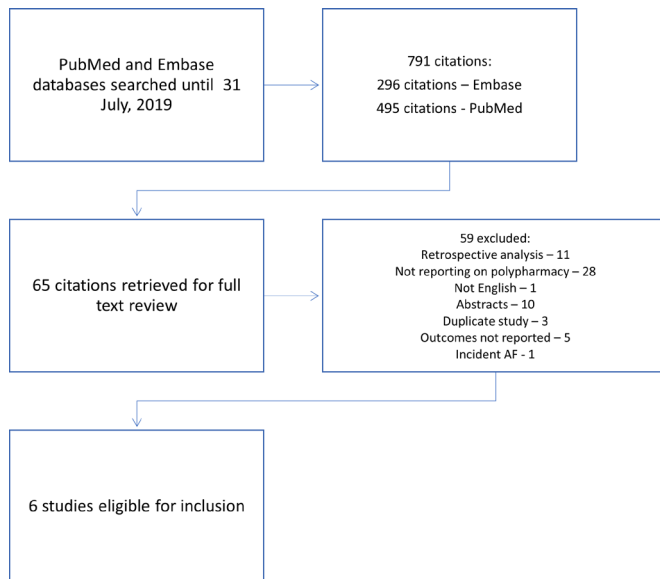 PubMed and Embase
databases searched until 31
July, 2019
791 citations:
296 citations – Embase
495 citations - PubMed
65 citations retrieved for full
text review
59 excluded:
Retrospective analysis – 11
Not reporting on polypharmacy – 28
Not English – 1
Abstracts – 10
Duplicate study – 3
Outcomes not reported – 5
Incident AF - 1
6 studies eligible for inclusion